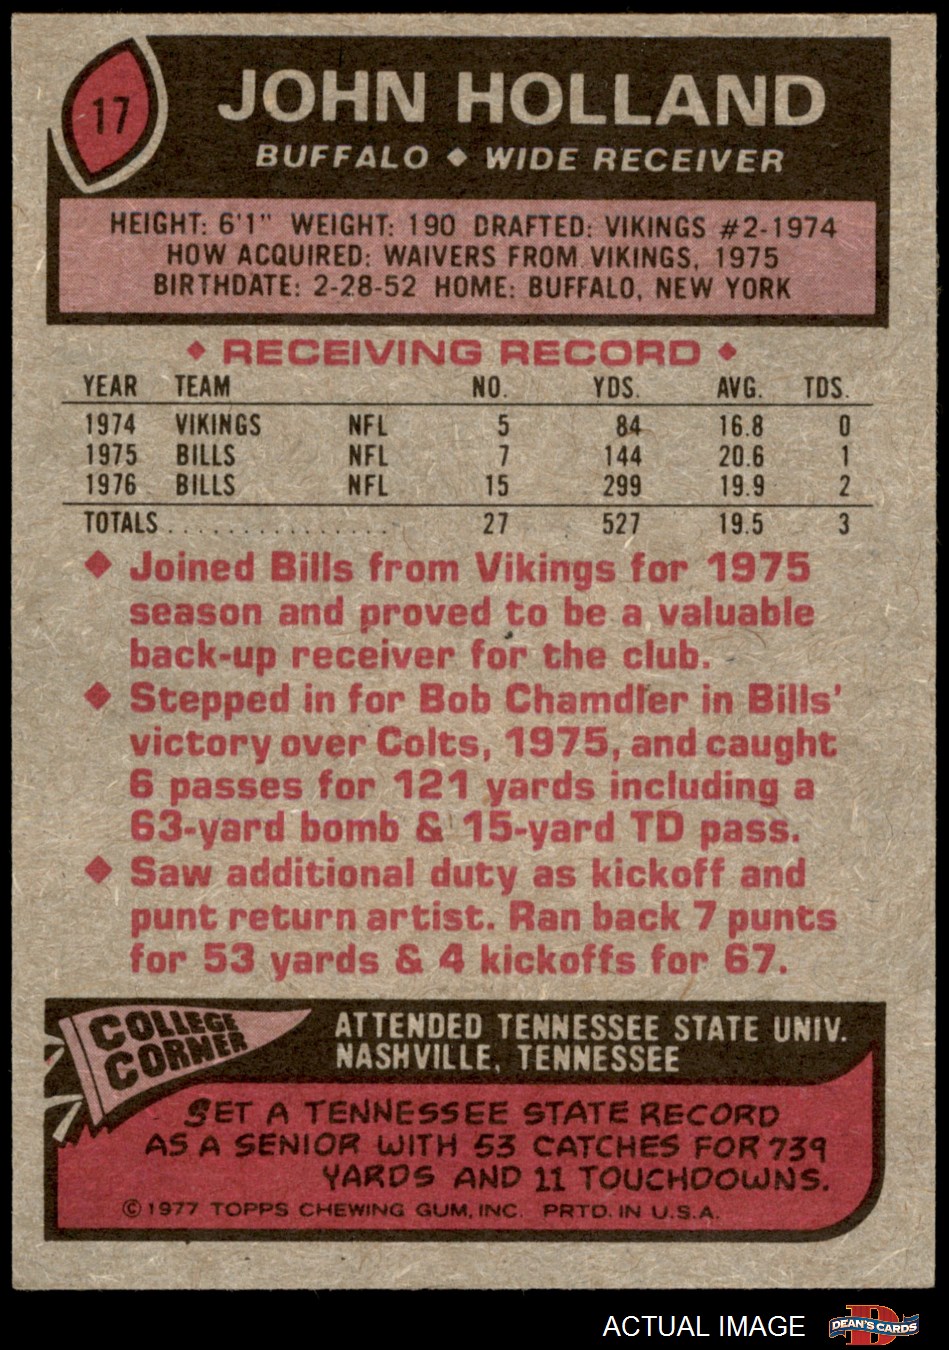 17
JOHN HOLLAND
BUFFALO ◆ WIDE RECEIVER
HEIGHT: 6'1" WEIGHT: 190 DRAFTED: VIKINGS #2-1974
HOW ACQUIRED: WAIVERS FROM VIKINGS, 1975
BIRTHDATE: 2-28-52 HOME: BUFFALO, NEW YORK
◆ RECEIVING RECORD ◆
YEAR TEAM NO. YDS. AVG. TDS.
1974 VIKINGS NFL 5 84 16.8 0
1975 BILLS NFL 7 144 20.6 1
1976 BILLS NFL 15 299 19.9 2
TOTALS................ 27 527 19.5 3
◆ Joined Bills from Vikings for 1975
season and proved to be a valuable
back-up receiver for the club.
◆ Stepped in for Bob Chamdler in Bills'
victory over Colts, 1975, and caught
6 passes for 121 yards including a
63-yard bomb & 15-yard TD pass.
◆ Saw additional duty as kickoff and
punt return artist. Ran back 7 punts
for 53 yards & 4 kickoffs for 67.
COLLEGE
CORNER
ATTENDED TENNESSEE STATE UNIV.
NASHVILLE, TENNESSEE
SET A TENNESSEE STATE RECORD
AS A SENIOR WITH 53 CATCHES FOR 739
YARDS AND 11 TOUCHDOWNS.
© 1977 TOPPS CHEWING GUM, INC. PRTD. IN U.S.A.
ACTUAL IMAGE
D
DEAN'S CARDS